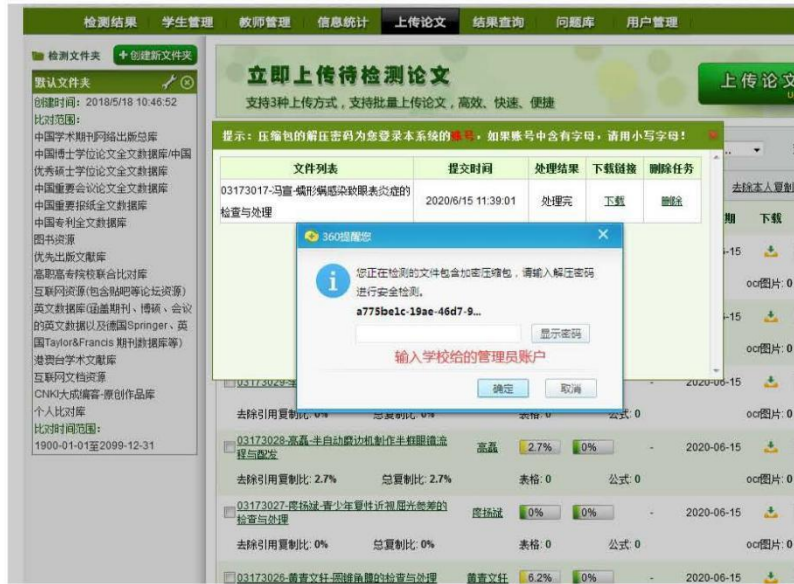 检测结果 学生管理 教师管理 信息统计 上传论文 结果查询 问题库 用户管理
检测文件夹 +创建新文件夹
默认文件夹
创建时间：2018/5/18 10:46:52
比对范围：
中国学术期刊网络出版总库
中国博士学位论文全文数据库/中国
优秀硕士学位论文全文数据库
中国重要会议论文全文数据库
中国重要报纸全文数据库
中国专利全文数据库
图书资源
优先出版文献库
高职高专院校联合比对库
互联网资源(包含贴吧等论坛资源)
英文数据库(涵盖期刊、博硕、会议
的英文数据以及德国Springer、英
国Taylor&Francis 期刊数据库等)
港澳台学术文献库
互联网文档资源
CNKI大成编客-原创作品库
个人比对库
比对时间范围：
1900-01-01至2099-12-31
立即上传待检测论文
支持3种上传方式，支持批量上传论文，高效、快速、便捷
上传论文
提示：压缩包的解压密码为您登录本系统的账号，如果账号中含有字母，请用小写字母！
文件列表 提交时间 处理结果 下载链接 删除任务
03173017-冯宣-蠕形螨感染致眼表炎症的
检查与处理
2020/6/15 11:39:01 处理完 下载 删除
去除本人复制
期 下载
-15
ocr图片: 0
-15
ocr图片: 0
360提醒您
您正在检测的文件包含加密压缩包，请输入解压密码
进行安全检测。
a775be1c-19ae-46d7-9...
显示密码
输入学校给的管理员账户
确定 取消
03173029- - 2020-06-15
去除引用复制比: 0% 总复制比: 0% 表格: 0 公式: 0 ocr图片: 0
03173028-高磊-半自动磨边机制作半框眼镜流
程与配发
高磊 2.7% 0% - 2020-06-15
去除引用复制比: 2.7% 总复制比: 2.7% 表格: 0 公式: 0 ocr图片: 0
03173027-庹扬斌-青少年复性近视屈光参差的
检查与处理
庹扬斌 0% 0% - 2020-06-15
去除引用复制比: 0% 总复制比: 0% 表格: 0 公式: 0 ocr图片: 0
03173026-黄青文轩-圆锥角膜的检查与处理 黄青文轩 6.2% 0% - 2020-06-15